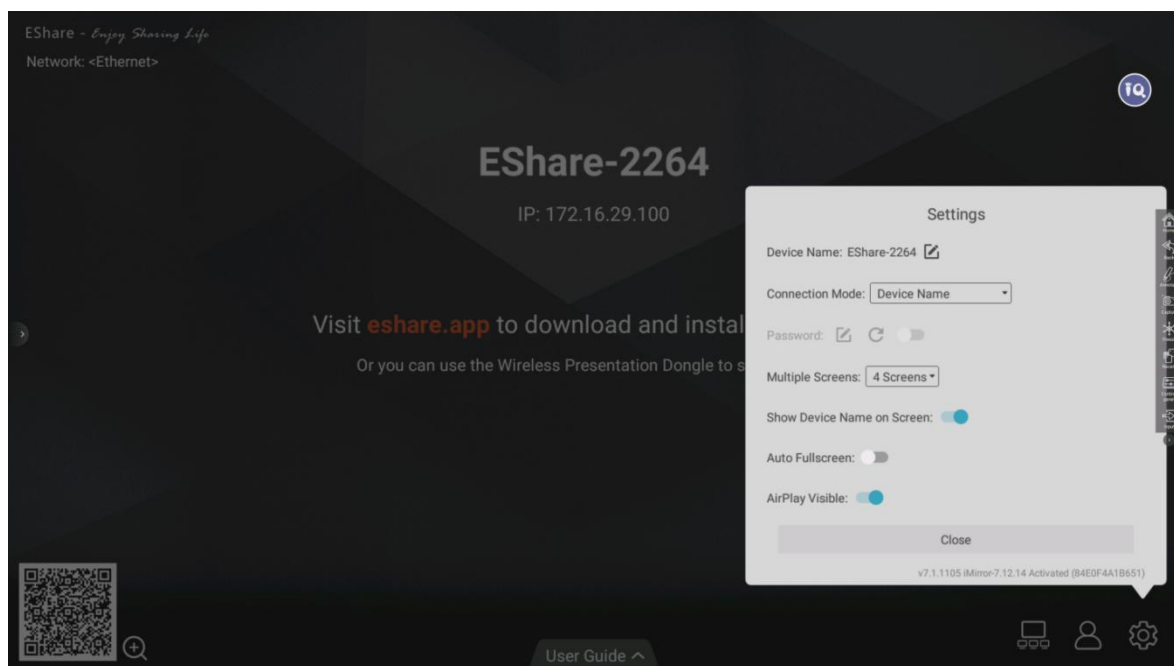 EShare - Enjoy Sharing Life
Network: <Ethernet>
IQ
EShare-2264
IP: 172.16.29.100
Visit eshare.app to download and instal
Or you can use the Wireless Presentation Dongle to s
Settings
Device Name: EShare-2264
Connection Mode: Device Name
Password:
Multiple Screens: 4 Screens
Show Device Name on Screen:
Auto Fullscreen:
AirPlay Visible:
Close
v7.1.1105 iMirror-7.12.14 Activated (84E0F4A1B651)
User Guide